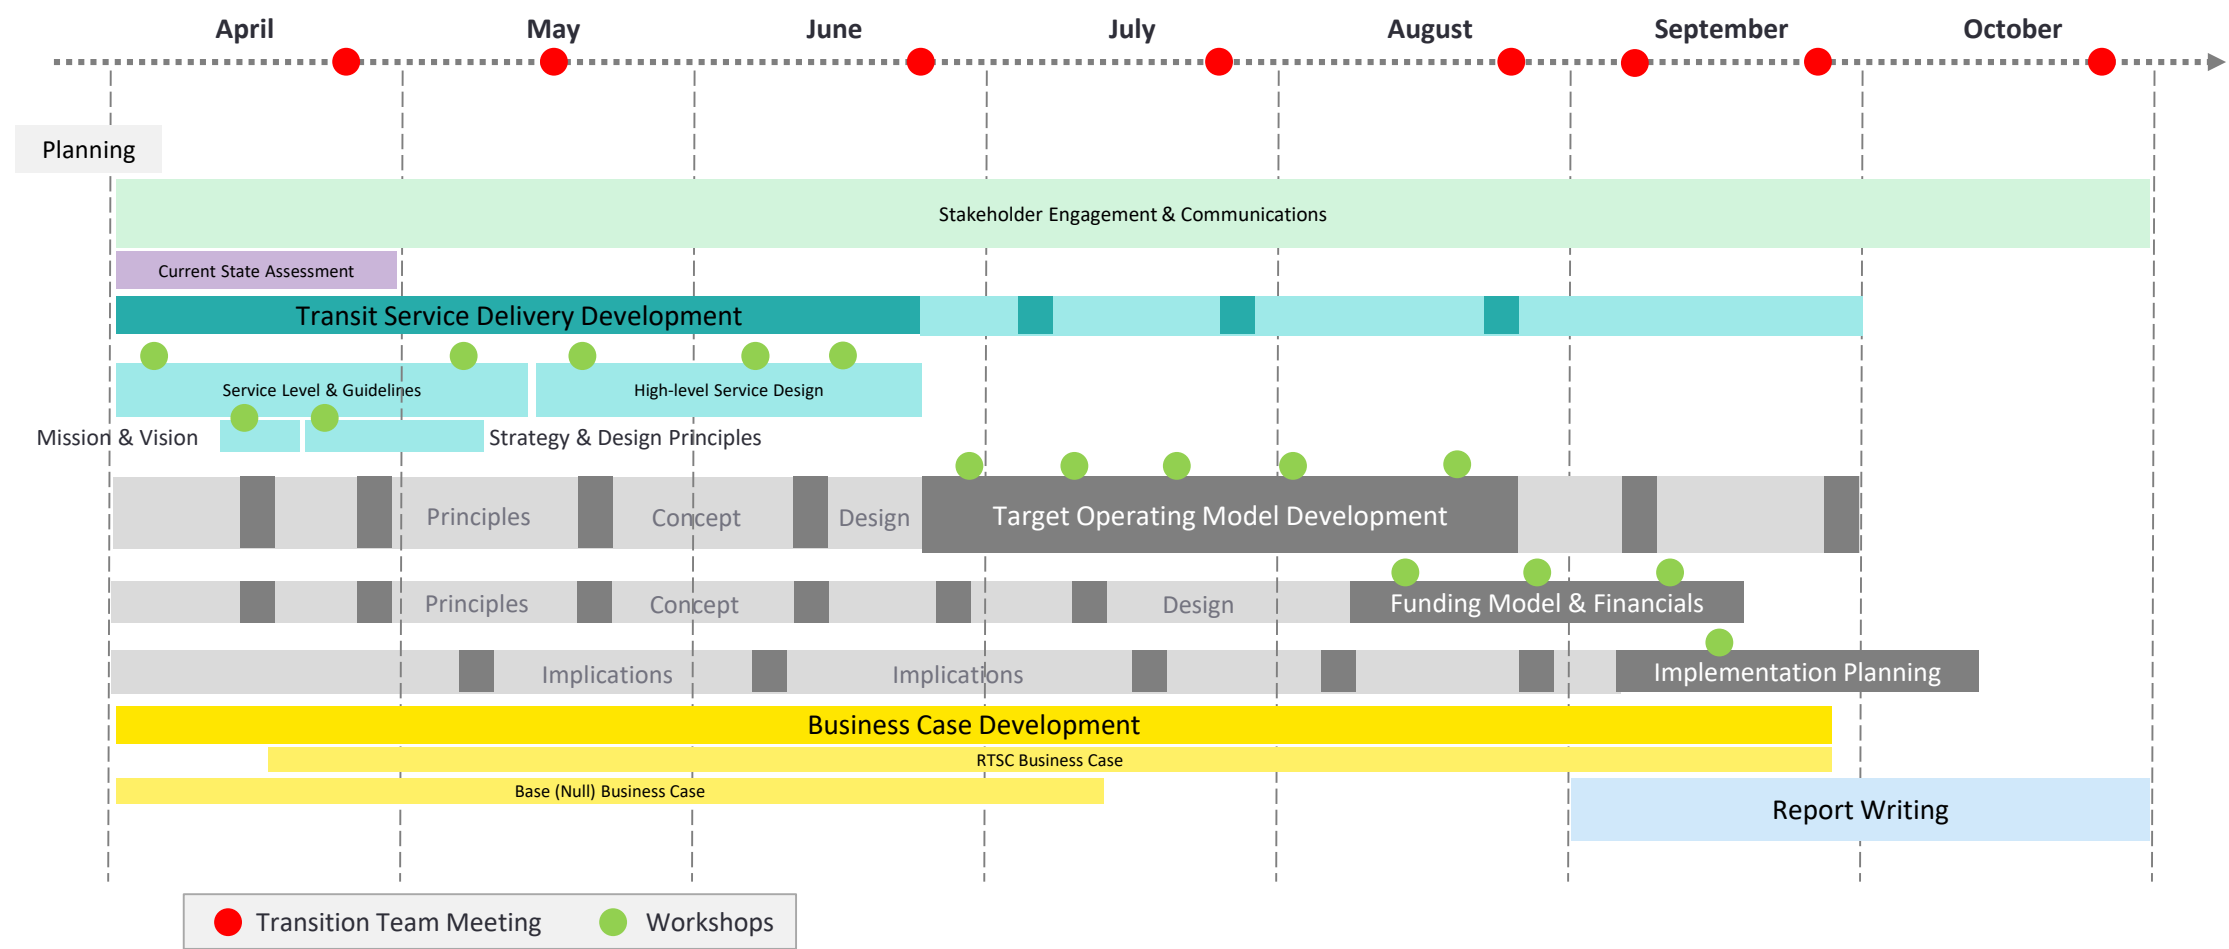 April
May
June
July
August
September
October
Planning
Stakeholder Engagement & Communications
Current State Assessment
Transit Service Delivery Development
Service Level & Guidelines
High-level Service Design
Mission & Vision
Strategy & Design Principles
Principles
Concept
Design
Target Operating Model Development
Principles
Concept
Design
Funding Model & Financials
Implications
Implications
Implementation Planning
Business Case Development
RTSC Business Case
Base (Null) Business Case
Report Writing
Transition Team Meeting
Workshops